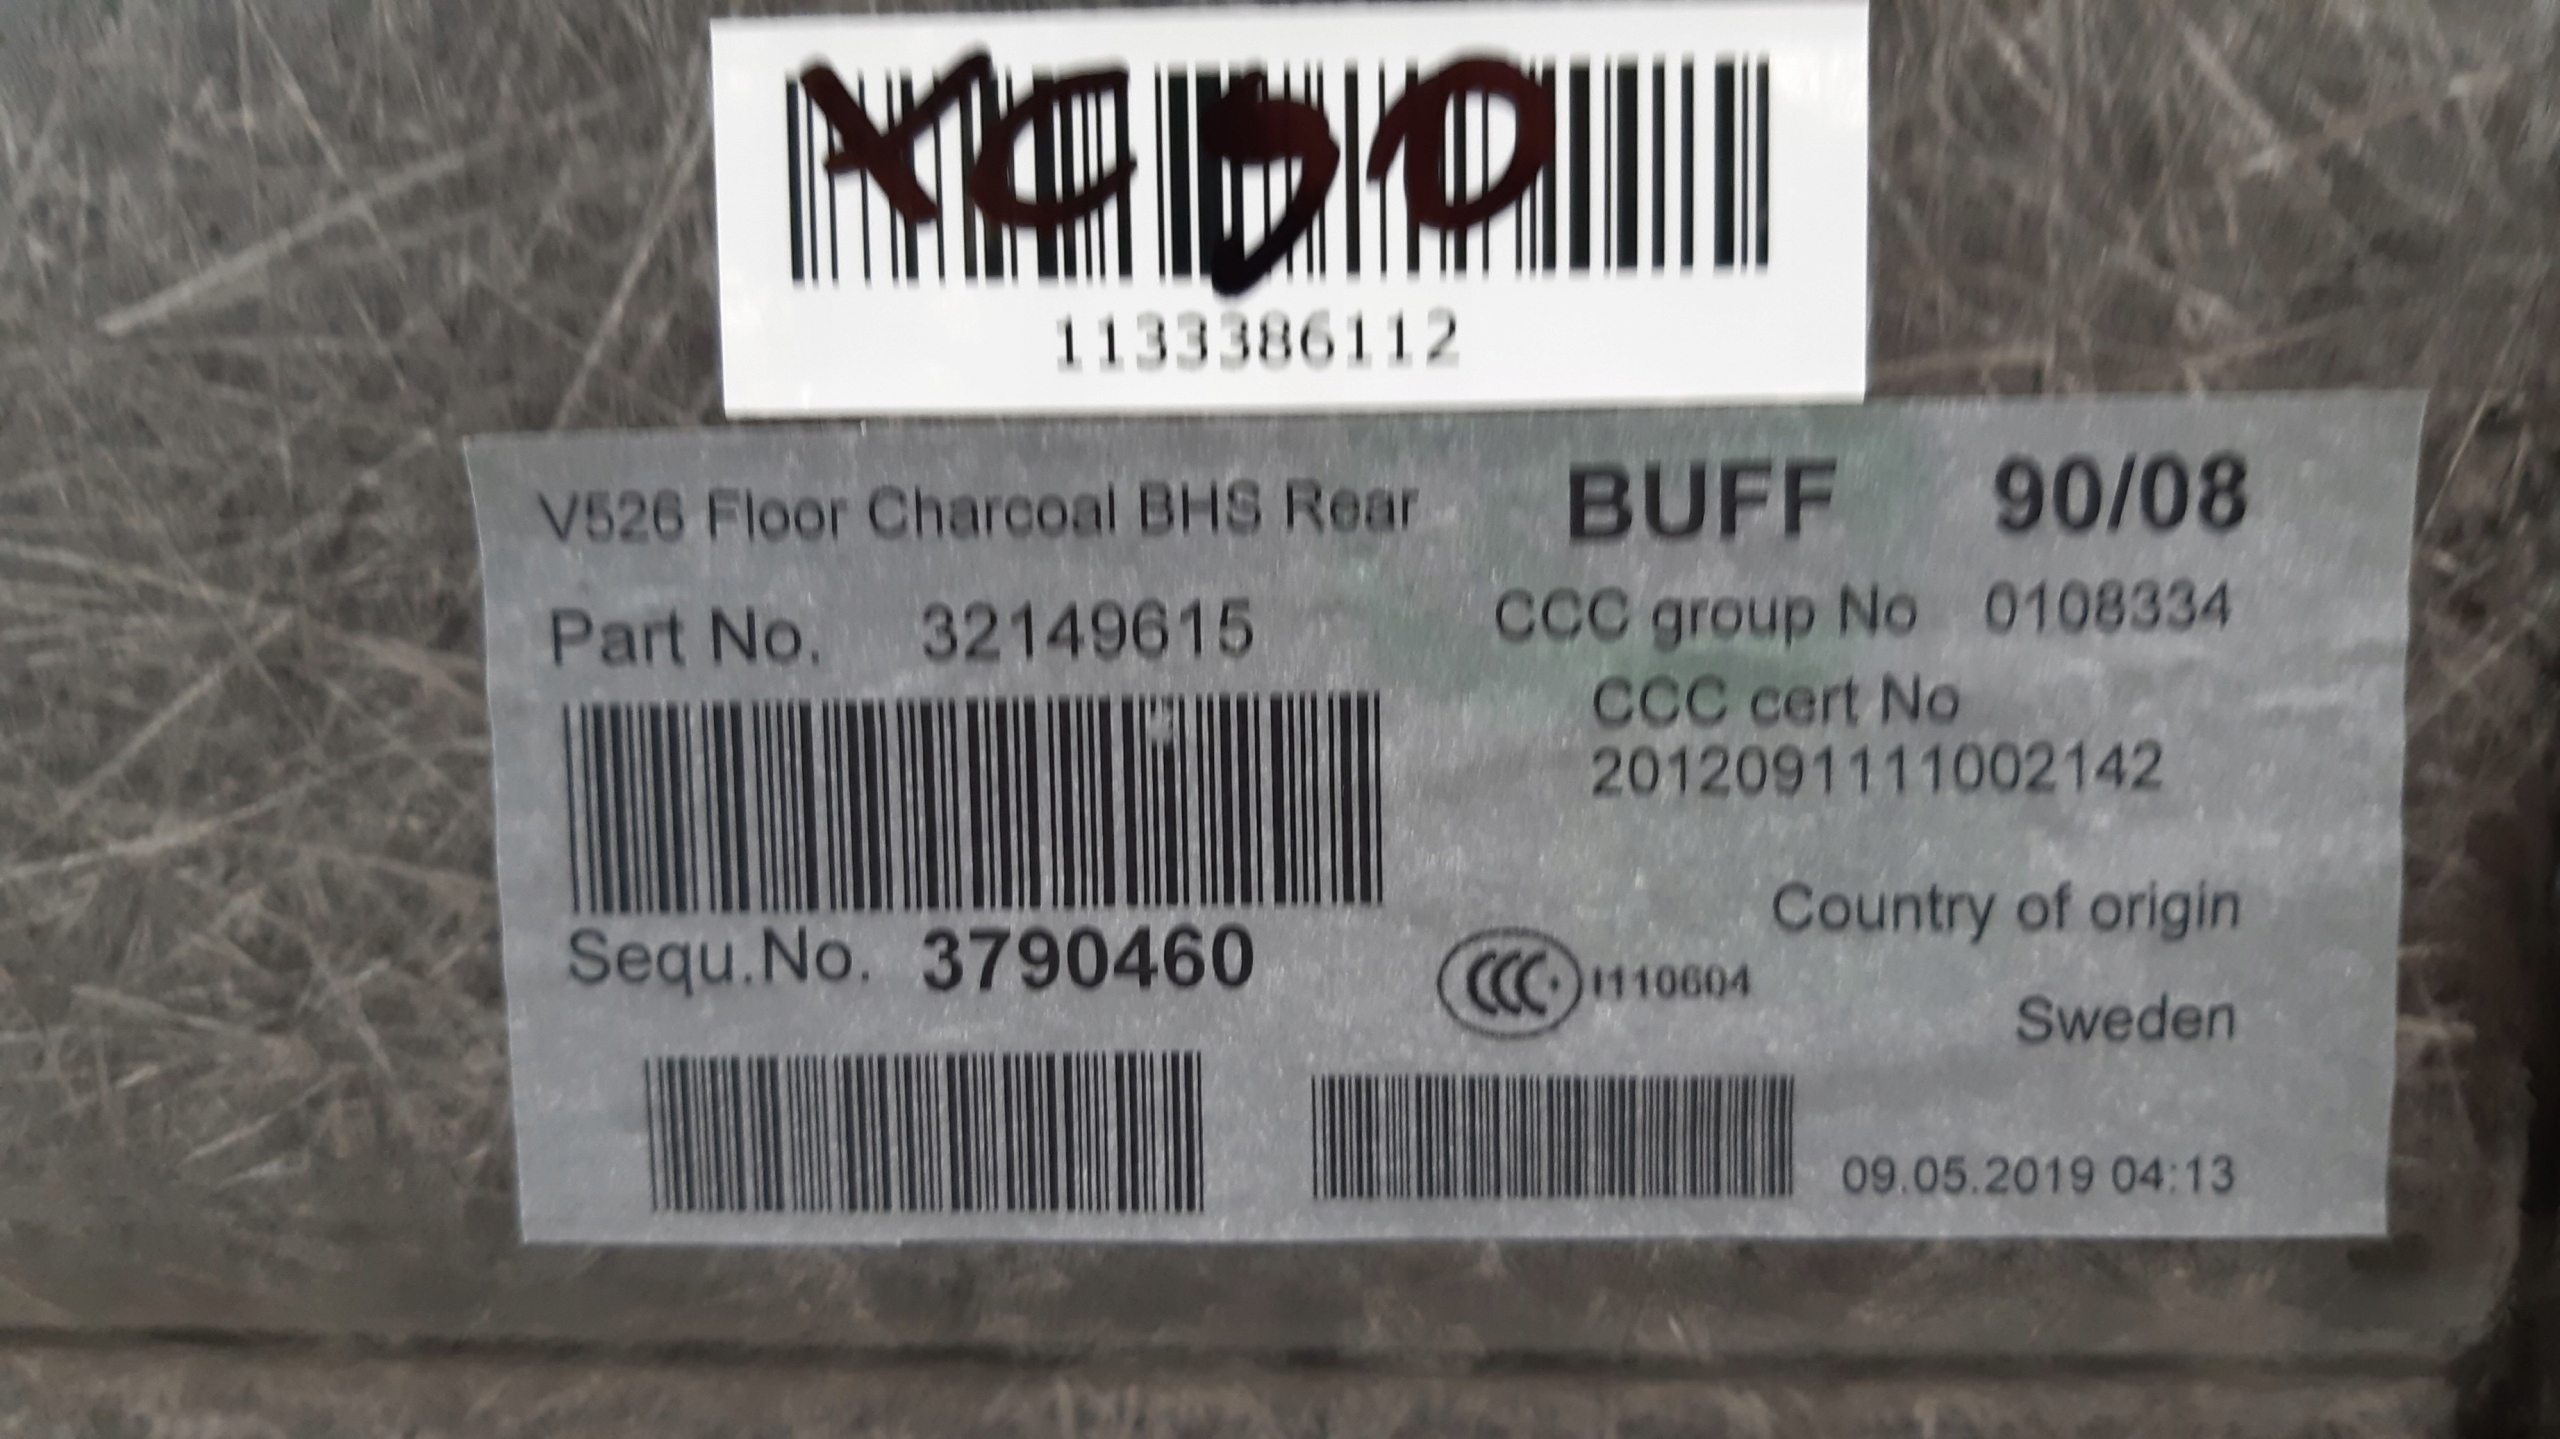 XC90
1133386112
V526 Floor Charcoal BHS Rear
BUFF 90/08
Part No. 32149615
CCC group No 0108334
CCC cert No
2012091111002142
Sequ.No. 3790460
CCC I110604
Country of origin
Sweden
09.05.2019 04:13